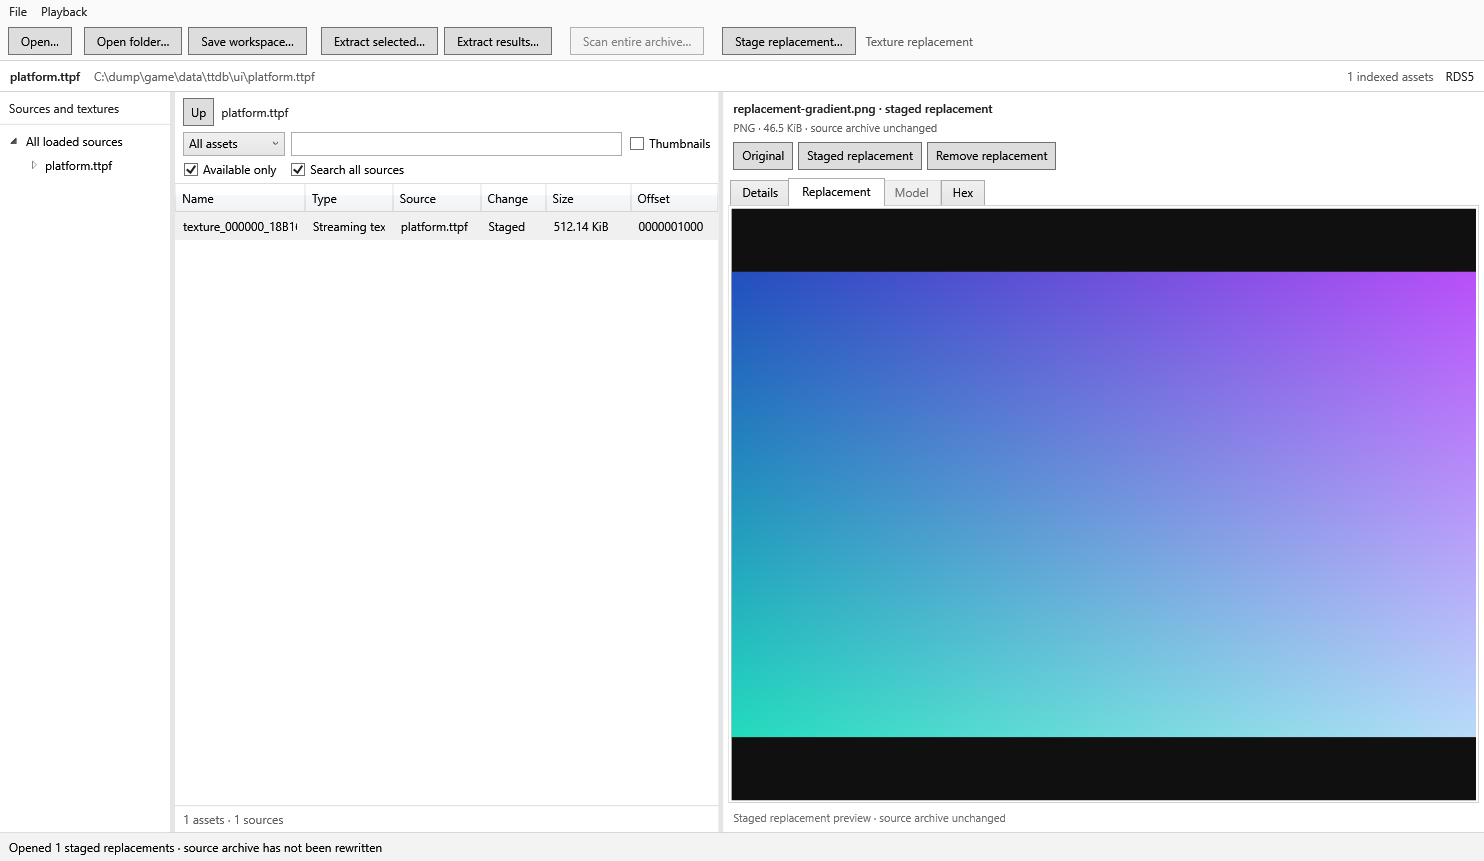 File Playback
Open... Open folder... Save workspace... Extract selected... Extract results... Scan entire archive... Stage replacement... Texture replacement
platform.ttpf C:\dump\game\data\ttdb\ui\platform.ttpf 1 indexed assets RDS5
Sources and textures
All loaded sources
platform.ttpf
Up platform.ttpf
All assets Thumbnails
Available only Search all sources
Name Type Source Change Size Offset
texture_000000_18B1 Streaming tex platform.ttpf Staged 512.14 KiB 0000001000
1 assets · 1 sources
replacement-gradient.png · staged replacement
PNG · 46.5 KiB · source archive unchanged
Original Staged replacement Remove replacement
Details Replacement Model Hex
Staged replacement preview · source archive unchanged
Opened 1 staged replacements · source archive has not been rewritten